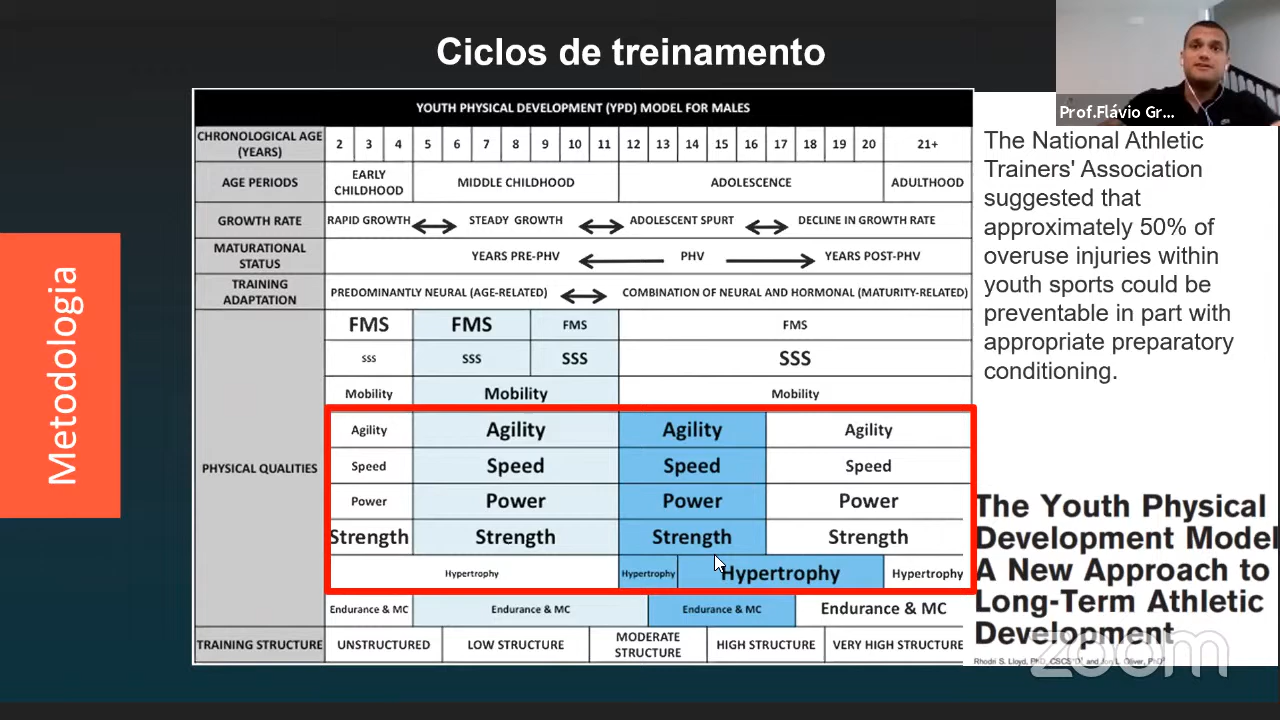 Ciclos de treinamento
Prof.Flávio Gr...
Metodologia
YOUTH PHYSICAL DEVELOPMENT (YPD) MODEL FOR MALES
CHRONOLOGICAL AGE (YEARS) 2 3 4 5 6 7 8 9 10 11 12 13 14 15 16 17 18 19 20 21+
AGE PERIODS EARLY CHILDHOOD MIDDLE CHILDHOOD ADOLESCENCE ADULTHOOD
GROWTH RATE RAPID GROWTH STEADY GROWTH ADOLESCENT SPURT DECLINE IN GROWTH RATE
MATURATIONAL STATUS YEARS PRE-PHV PHV YEARS POST-PHV
TRAINING ADAPTATION PREDOMINANTLY NEURAL (AGE-RELATED) COMBINATION OF NEURAL AND HORMONAL (MATURITY-RELATED)
PHYSICAL QUALITIES
FMS FMS FMS FMS
SSS SSS SSS SSS
Mobility Mobility Mobility
Agility Agility Agility Agility
Speed Speed Speed Speed
Power Power Power Power
Strength Strength Strength Strength
Hypertrophy Hypertrophy Hypertrophy Hypertrophy
Endurance & MC Endurance & MC Endurance & MC Endurance & MC
TRAINING STRUCTURE UNSTRUCTURED LOW STRUCTURE MODERATE STRUCTURE HIGH STRUCTURE VERY HIGH STRUCTURE
The National Athletic
Trainers' Association
suggested that
approximately 50% of
overuse injuries within
youth sports could be
preventable in part with
appropriate preparatory
conditioning.
The Youth Physical
Development Model
A New Approach to
Long-Term Athletic
Development
Rhodri S. Lloyd, PhD, CSCS*D and Jon L. Oliver, PhD
zoom